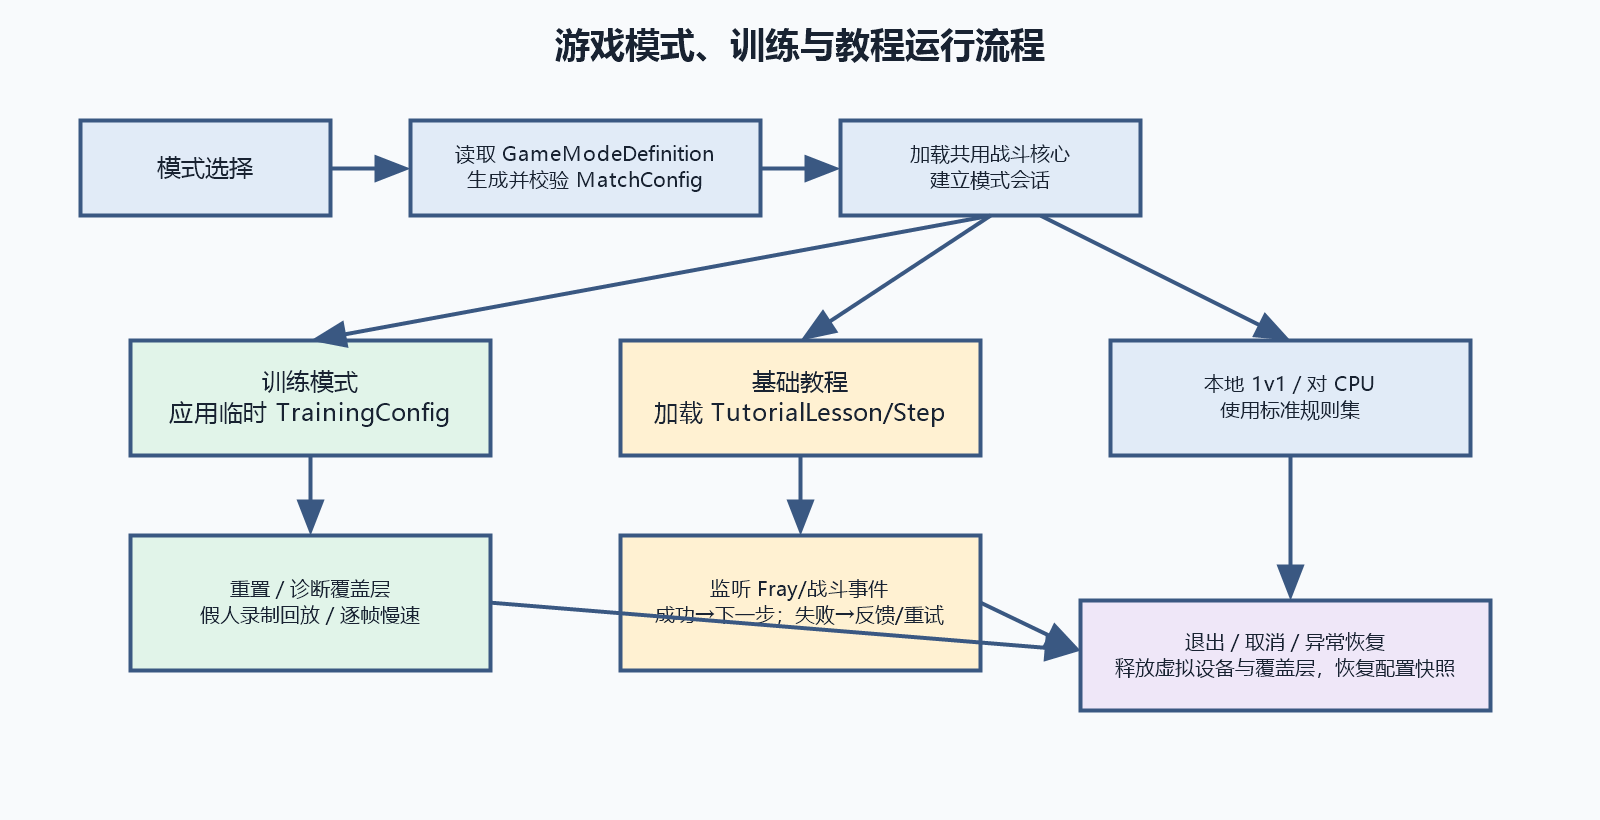 游戏模式、训练与教程运行流程
模式选择
读取 GameModeDefinition
生成并校验 MatchConfig
加载共用战斗核心
建立模式会话
训练模式
应用临时 TrainingConfig
基础教程
加载 TutorialLesson/Step
本地 1v1 / 对 CPU
使用标准规则集
重置 / 诊断覆盖层
假人录制回放 / 逐帧慢速
监听 Fray/战斗事件
成功→下一步；失败→反馈/重试
退出 / 取消 / 异常恢复
释放虚拟设备与覆盖层，恢复配置快照